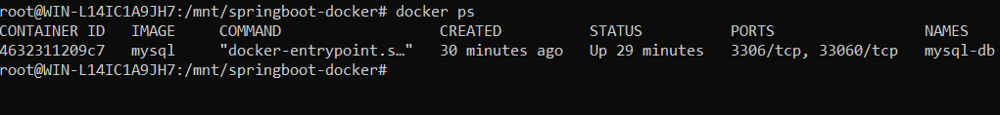 root@WIN-L14IC1A9JH7:/mnt/springboot-docker# docker ps
CONTAINER ID   IMAGE   COMMAND                  CREATED          STATUS          PORTS                 NAMES
4632311209c7   mysql   "docker-entrypoint.s…"   30 minutes ago   Up 29 minutes   3306/tcp, 33060/tcp   mysql-db
root@WIN-L14IC1A9JH7:/mnt/springboot-docker#